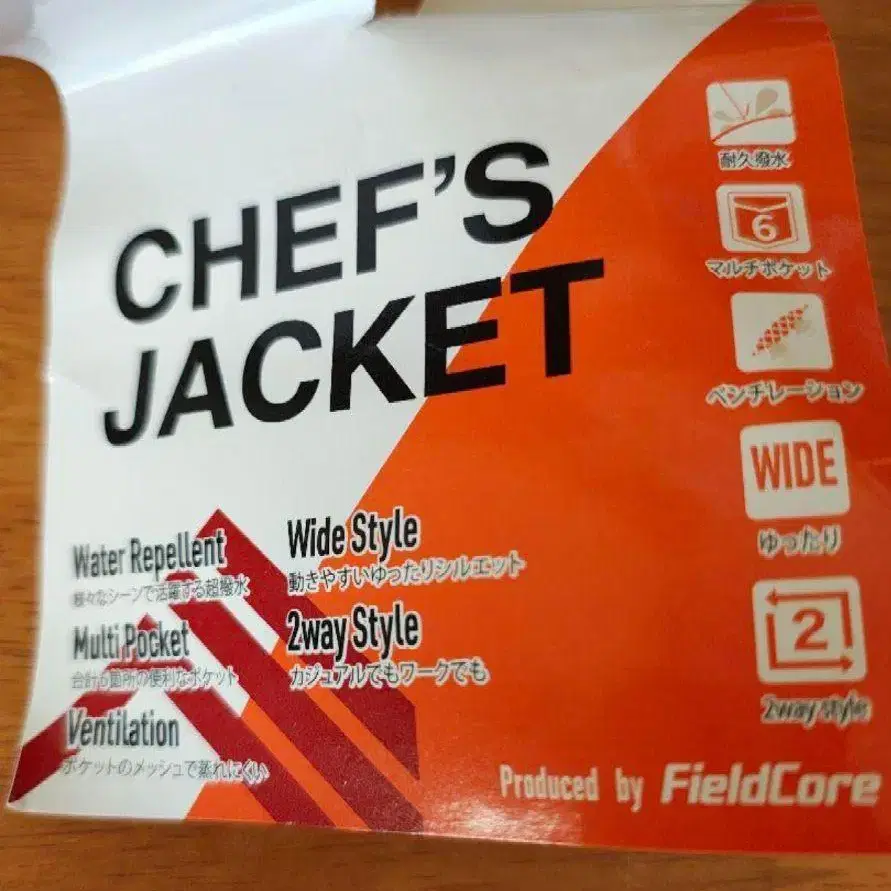 CHEF'S
JACKET
Water Repellent
様々なシーンで活躍する超撥水
Multi Pocket
合計6箇所の便利なポケット
Ventilation
ポケットのメッシュで蒸れにくい
Wide Style
動きやすいゆったりシルエット
2way Style
カジュアルでもワークでも
耐久撥水
6
マルチポケット
ベンチレーション
WIDE
ゆったり
2
2way style
Produced by FieldCore